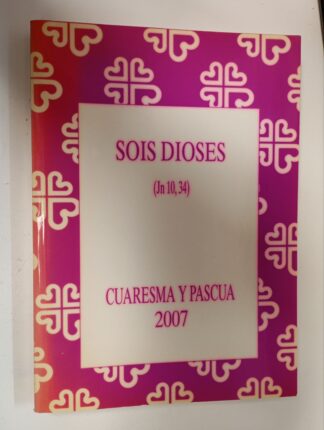 SOIS DIOSES
(Jn 10, 34)
CUARESMA Y PASCUA
2007